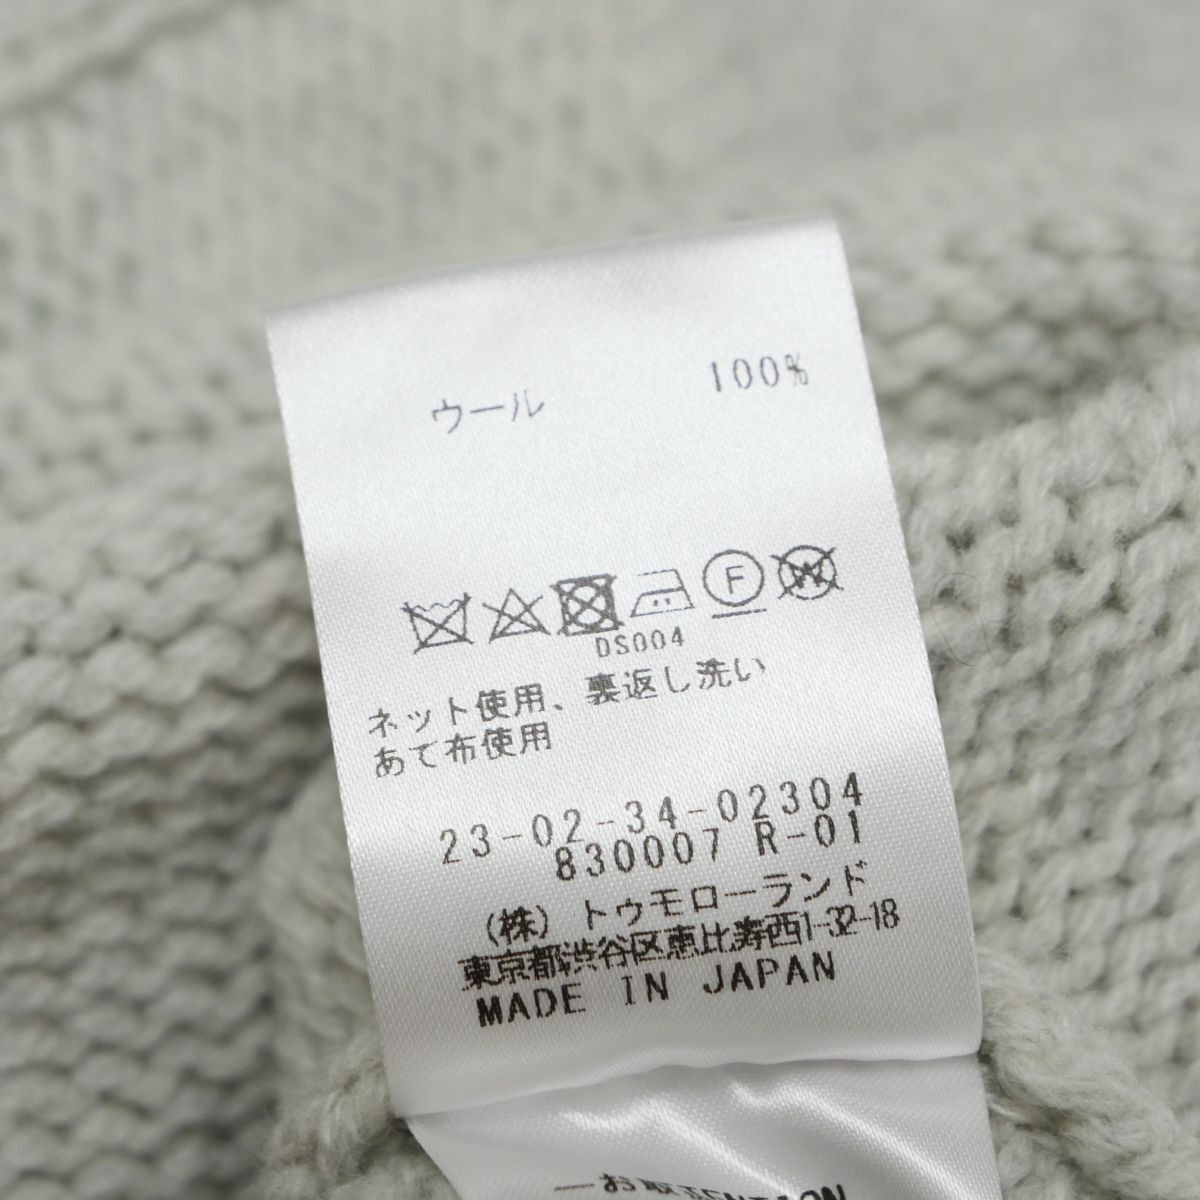 ウール 100%
F W
DS004
ネット使用、裏返し洗い
あて布使用
23-02-34-02304
830007 R-01
(株) トゥモローランド
東京都渋谷区恵比寿西1-32-18
MADE IN JAPAN